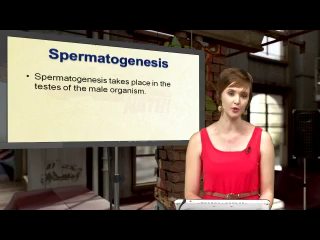 Spermatogenesis
• Spermatogenesis takes place in the
testes of the male organism.